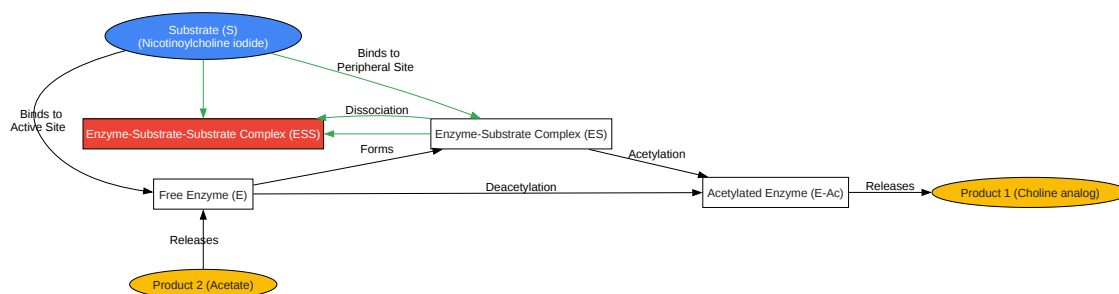 Substrate (S)
(Nicotinoylcholine iodide)
Binds to
Peripheral Site
Binds to
Active Site
Dissociation
Enzyme-Substrate-Substrate Complex (ESS)
Enzyme-Substrate Complex (ES)
Forms
Acetylation
Free Enzyme (E)
Deacetylation
Acetylated Enzyme (E-Ac)
Releases
Product 1 (Choline analog)
Releases
Product 2 (Acetate)